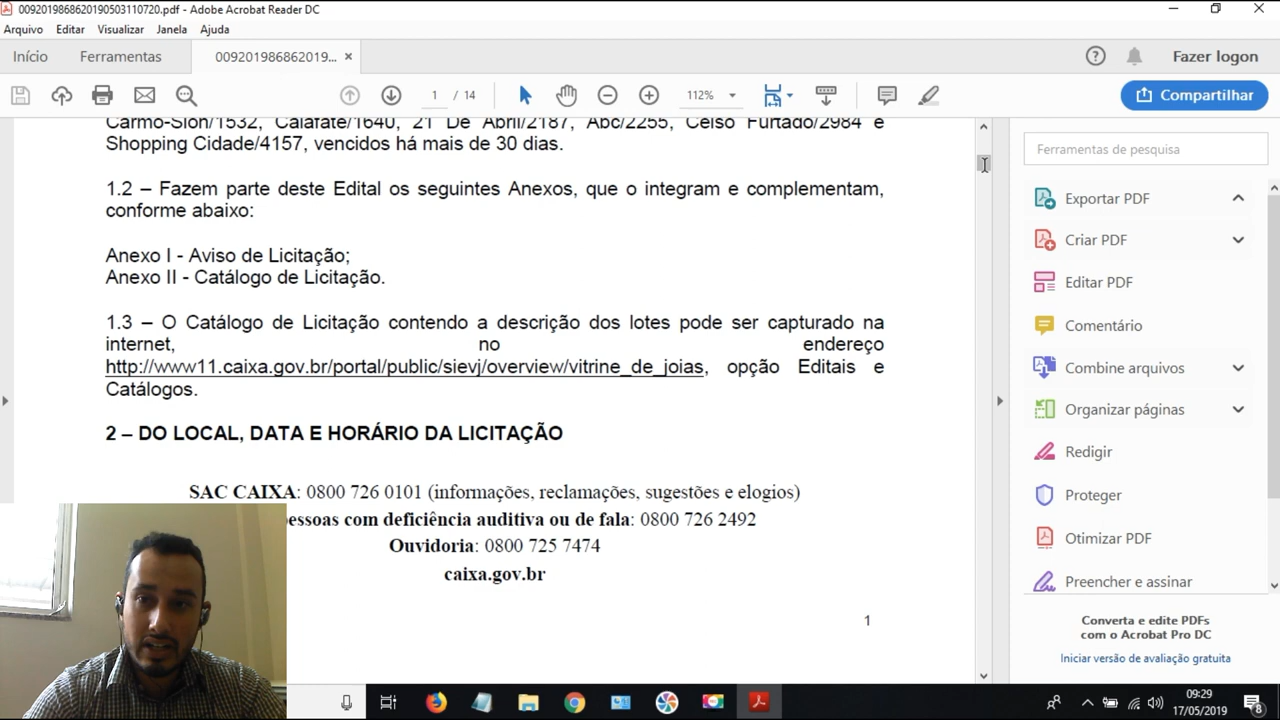 0092019868620190503110720.pdf - Adobe Acrobat Reader DC
Arquivo Editar Visualizar Janela Ajuda
Início Ferramentas 009201986862019... × Fazer logon
1 / 14 112% Compartilhar
Carmo-Sion/1532, Calafate/1640, 21 De Abril/2187, Abc/2255, Celso Furtado/2984 e
Shopping Cidade/4157, vencidos há mais de 30 dias.
1.2 – Fazem parte deste Edital os seguintes Anexos, que o integram e complementam,
conforme abaixo:
Anexo I - Aviso de Licitação;
Anexo II - Catálogo de Licitação.
1.3 – O Catálogo de Licitação contendo a descrição dos lotes pode ser capturado na
internet, no endereço
http://www11.caixa.gov.br/portal/public/sievj/overview/vitrine_de_joias, opção Editais e
Catálogos.
2 – DO LOCAL, DATA E HORÁRIO DA LICITAÇÃO
SAC CAIXA: 0800 726 0101 (informações, reclamações, sugestões e elogios)
pessoas com deficiência auditiva ou de fala: 0800 726 2492
Ouvidoria: 0800 725 7474
caixa.gov.br
1
Ferramentas de pesquisa
Exportar PDF
Criar PDF
Editar PDF
Comentário
Combine arquivos
Organizar páginas
Redigir
Proteger
Otimizar PDF
Preencher e assinar
Converta e edite PDFs
com o Acrobat Pro DC
Iniciar versão de avaliação gratuita
09:29
17/05/2019
8